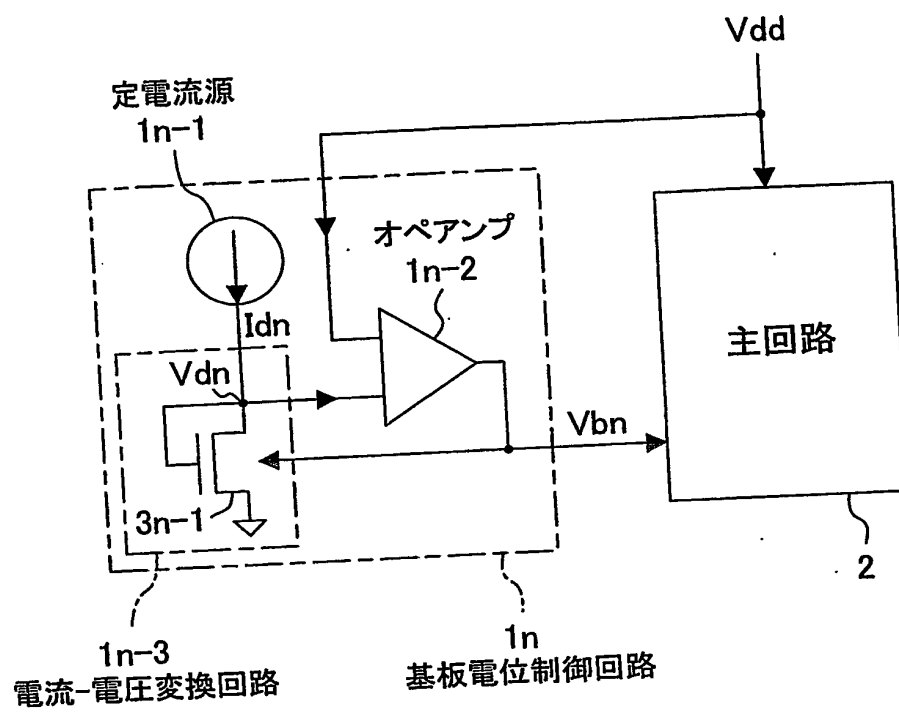 Vdd
定電流源
1n-1
オペアンプ
1n-2
Idn
Vdn
主回路
Vbn
3n-1
2
1n-3
電流-電圧変換回路
1n
基板電位制御回路